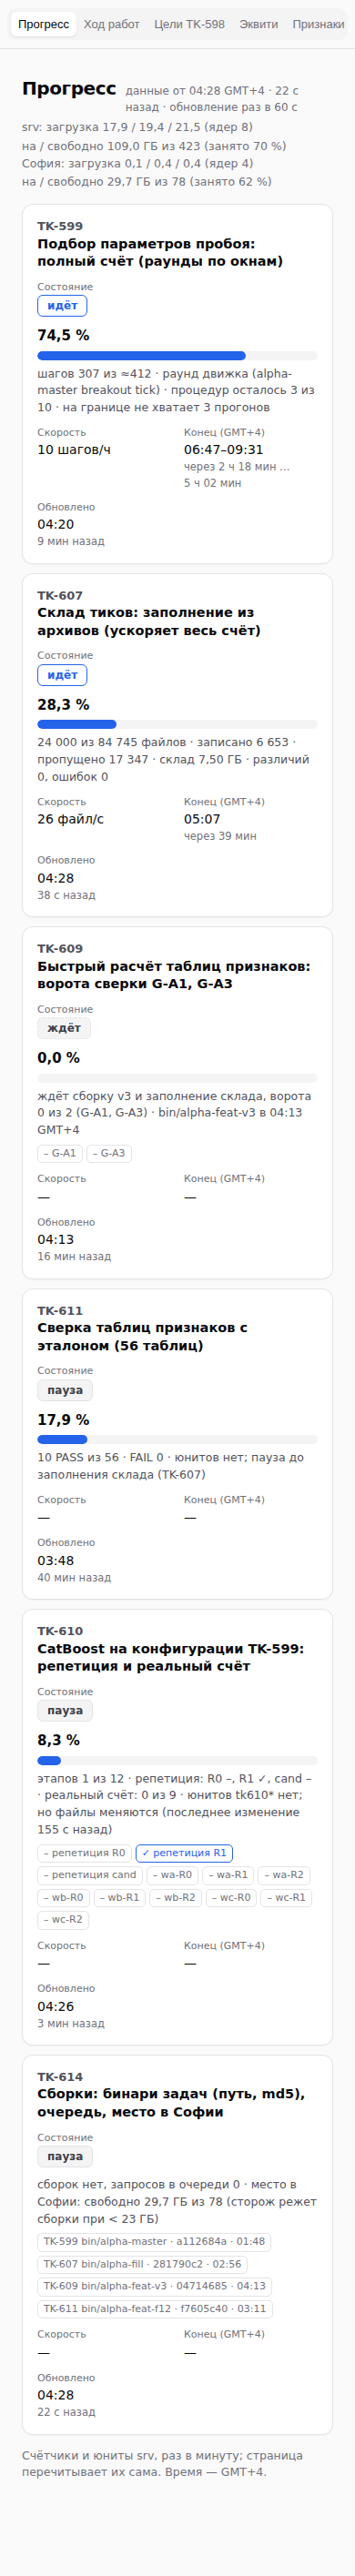 Прогресс Ход работ Цели TK-598 Эквити Признаки
Прогресс данные от 04:28 GMT+4 · 22 с
назад · обновление раз в 60 с
srv: загрузка 17,9 / 19,4 / 21,5 (ядер 8)
на / свободно 109,0 ГБ из 423 (занято 70 %)
София: загрузка 0,1 / 0,4 / 0,4 (ядер 4)
на / свободно 29,7 ГБ из 78 (занято 62 %)
TK-599
Подбор параметров пробоя:
полный счёт (раунды по окнам)
Состояние
идёт
74,5 %
шагов 307 из ≈412 · раунд движка (alpha-
master breakout tick) · процедур осталось 3 из
10 · на границе не хватает 3 прогонов
Скорость Конец (GMT+4)
10 шагов/ч 06:47–09:31
через 2 ч 18 мин …
5 ч 02 мин
Обновлено
04:20
9 мин назад
TK-607
Склад тиков: заполнение из
архивов (ускоряет весь счёт)
Состояние
идёт
28,3 %
24 000 из 84 745 файлов · записано 6 653 ·
пропущено 17 347 · склад 7,50 ГБ · различий
0, ошибок 0
Скорость Конец (GMT+4)
26 файл/с 05:07
через 39 мин
Обновлено
04:28
38 с назад
TK-609
Быстрый расчёт таблиц признаков:
ворота сверки G-A1, G-A3
Состояние
ждёт
0,0 %
ждёт сборку v3 и заполнение склада, ворота
0 из 2 (G-A1, G-A3) · bin/alpha-feat-v3 в 04:13
GMT+4
– G-A1 – G-A3
Скорость Конец (GMT+4)
— —
Обновлено
04:13
16 мин назад
TK-611
Сверка таблиц признаков с
эталоном (56 таблиц)
Состояние
пауза
17,9 %
10 PASS из 56 · FAIL 0 · юнитов нет; пауза до
заполнения склада (TK-607)
Скорость Конец (GMT+4)
— —
Обновлено
03:48
40 мин назад
TK-610
CatBoost на конфигурации TK-599:
репетиция и реальный счёт
Состояние
пауза
8,3 %
этапов 1 из 12 · репетиция: R0 –, R1 ✓, cand –
· реальный счёт: 0 из 9 · юнитов tk610* нет;
но файлы меняются (последнее изменение
155 с назад)
– репетиция R0 ✓ репетиция R1
– репетиция cand – wa-R0 – wa-R1 – wa-R2
– wb-R0 – wb-R1 – wb-R2 – wc-R0 – wc-R1
– wc-R2
Скорость Конец (GMT+4)
— —
Обновлено
04:26
3 мин назад
TK-614
Сборки: бинари задач (путь, md5),
очередь, место в Софии
Состояние
пауза
сборок нет, запросов в очереди 0 · место в
Софии: свободно 29,7 ГБ из 78 (сторож режет
сборки при < 23 ГБ)
TK-599 bin/alpha-master · a112684a · 01:48
TK-607 bin/alpha-fill · 281790c2 · 02:56
TK-609 bin/alpha-feat-v3 · 04714685 · 04:13
TK-611 bin/alpha-feat-f12 · f7605c40 · 03:11
Скорость Конец (GMT+4)
— —
Обновлено
04:28
22 с назад
Счётчики и юниты srv, раз в минуту; страница
перечитывает их сама. Время — GMT+4.